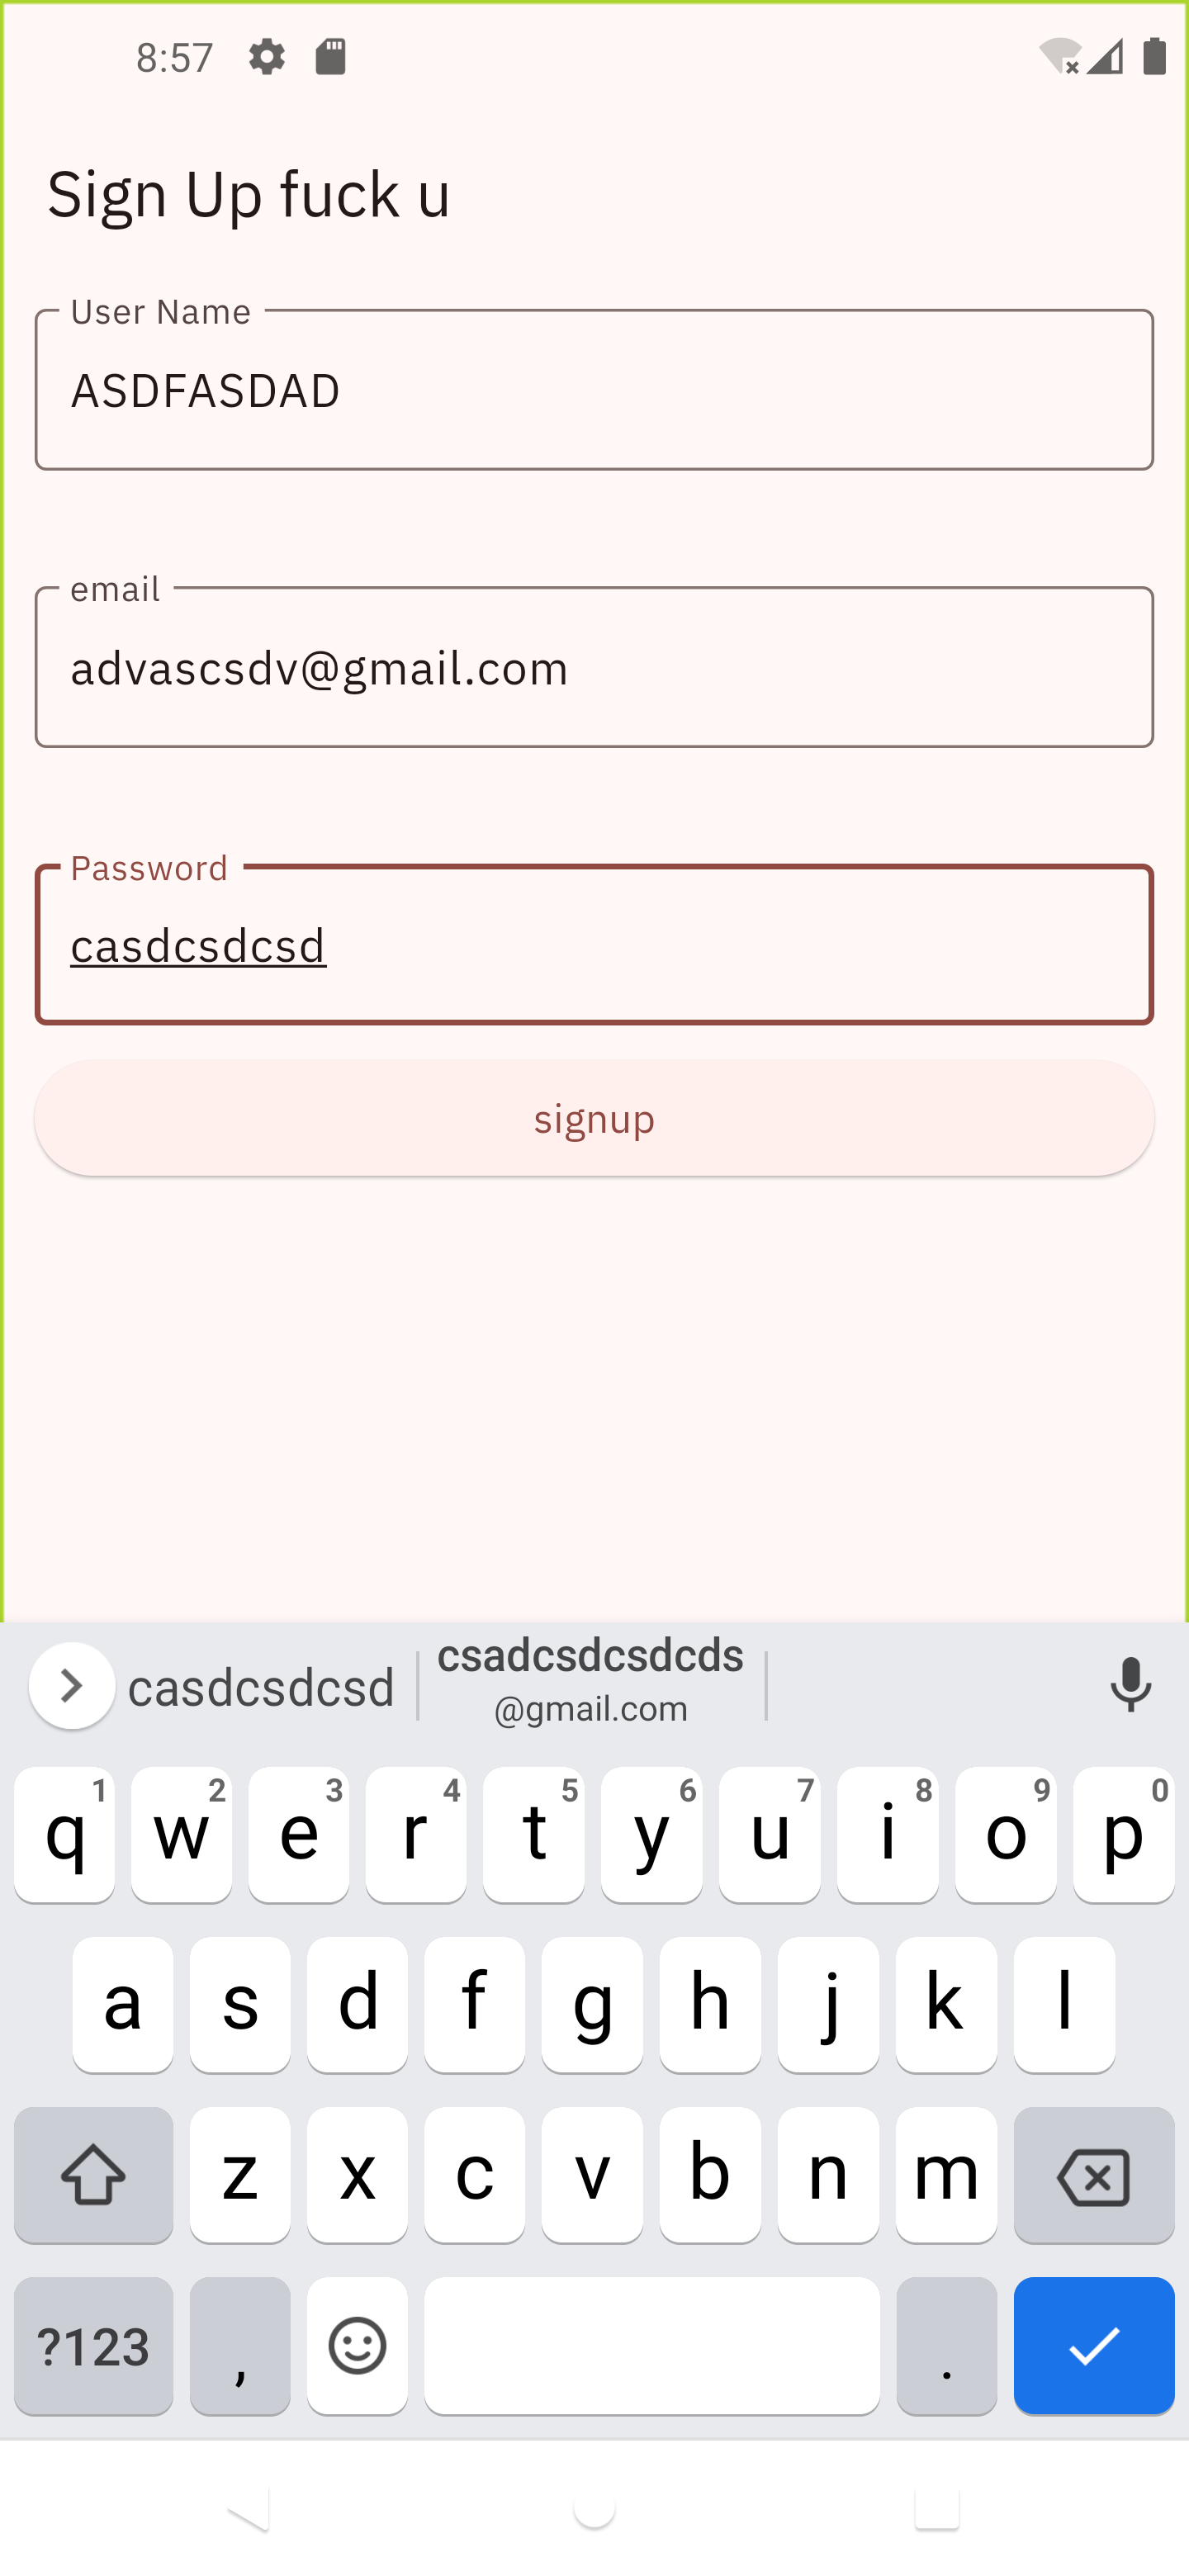 8:57
Sign Up fuck u
User Name
ASDFASDAD
email
advascsdv@gmail.com
Password
casdcsdcsd
signup
casdcsdcsd
csadcsdcsdcds
@gmail.com
1 2 3 4 5 6 7 8 9 0
q w e r t y u i o p
a s d f g h j k l
z x c v b n m
?123 , .